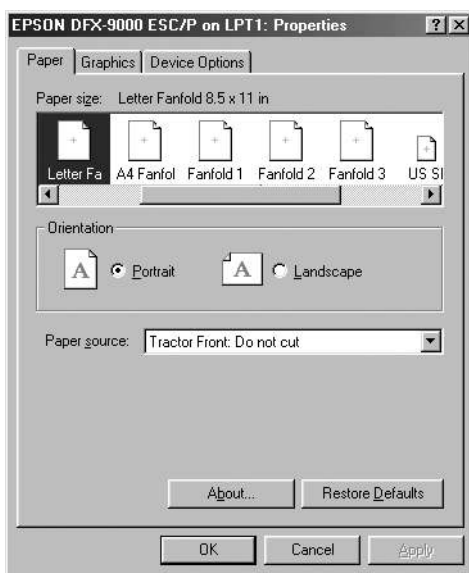 EPSON DFX-9000 ESC/P on LPT1: Properties ? ×
Paper Graphics Device Options
Paper size: Letter Fanfold 8.5 x 11 in
Letter Fa A4 Fanfol Fanfold 1 Fanfold 2 Fanfold 3 US SI
Orientation
A Portrait A Landscape
Paper source: Tractor Front: Do not cut
About... Restore Defaults
OK Cancel Apply